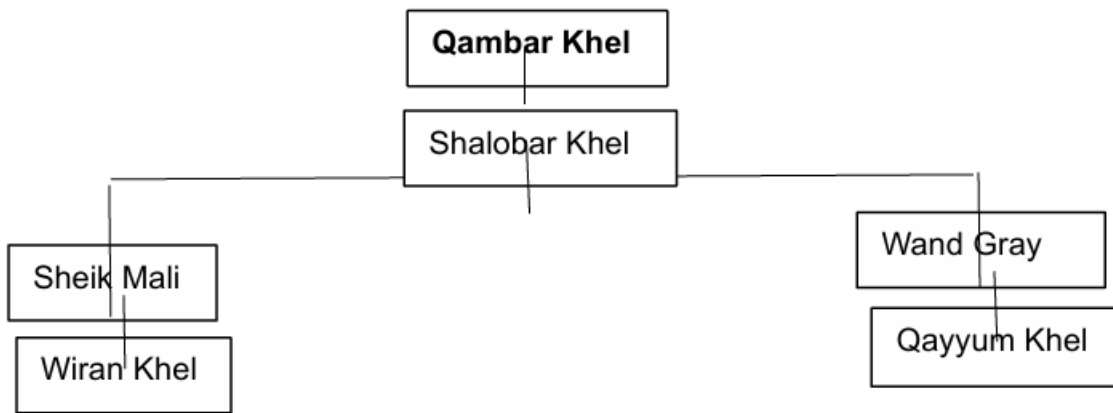 Qambar Khel
Shalobar Khel
Sheik Mali
Wand Gray
Wiran Khel
Qayyum Khel